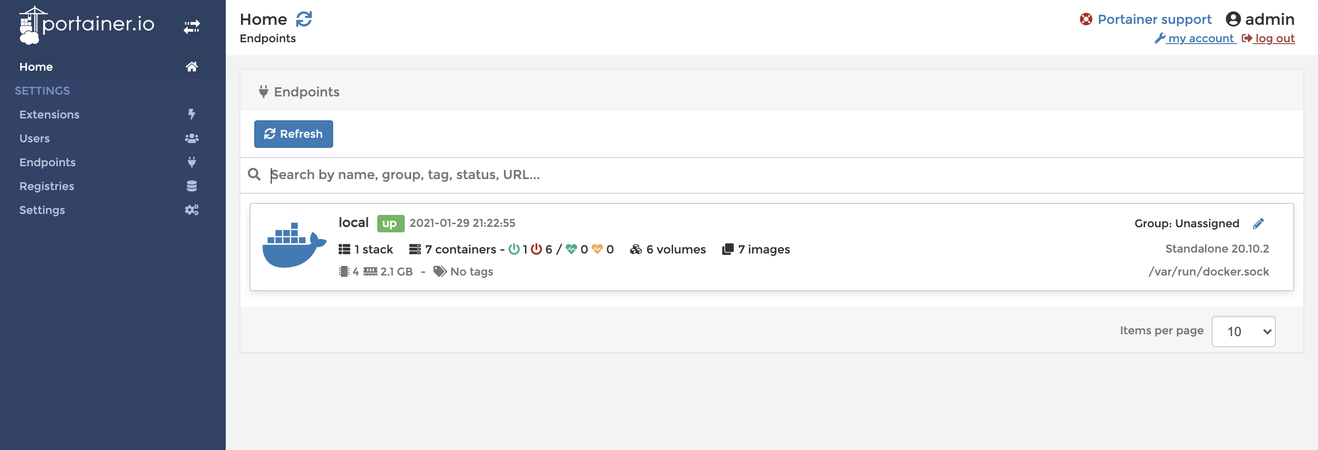 portainer.io
Home
SETTINGS
Extensions
Users
Endpoints
Registries
Settings
Home
Endpoints
Portainer support admin
my account log out
Endpoints
Refresh
Search by name, group, tag, status, URL...
local up 2021-01-29 21:22:55 Group: Unassigned
1 stack 7 containers - 1 6 / 0 0 6 volumes 7 images Standalone 20.10.2
4 2.1 GB - No tags /var/run/docker.sock
Items per page 10